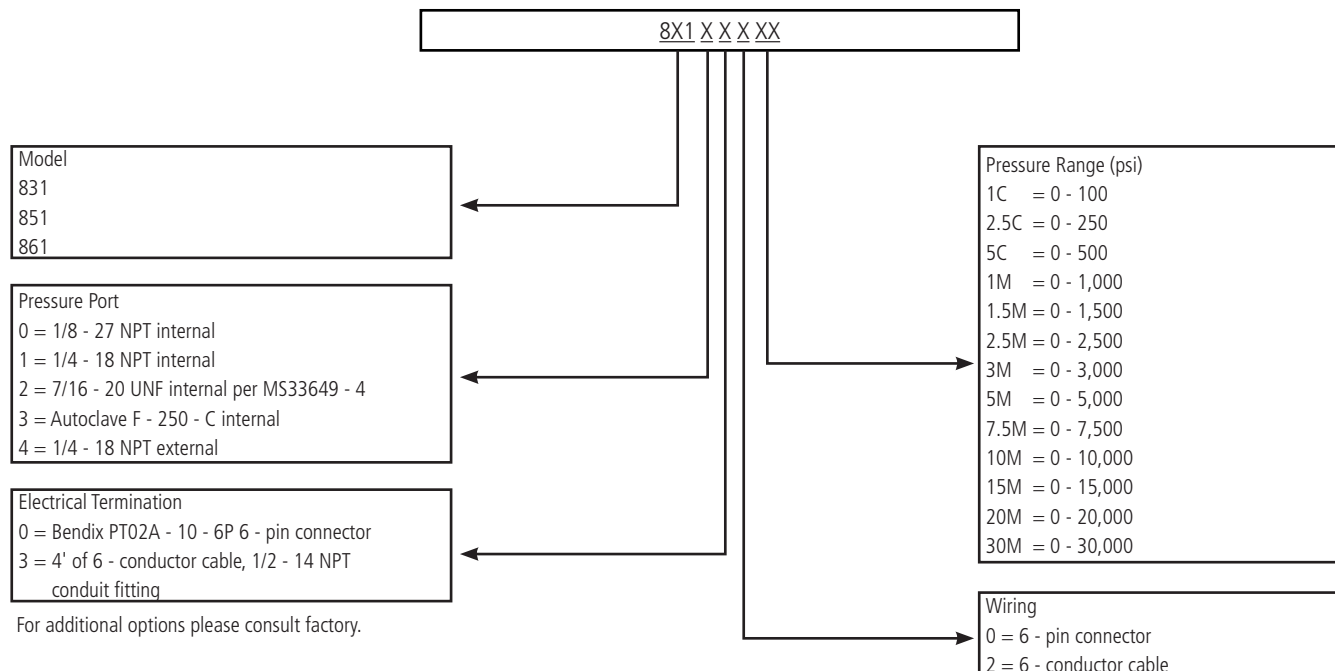 8X1 X X X XX
Model
831
851
861
Pressure Port
0 = 1/8 - 27 NPT internal
1 = 1/4 - 18 NPT internal
2 = 7/16 - 20 UNF internal per MS33649 - 4
3 = Autoclave F - 250 - C internal
4 = 1/4 - 18 NPT external
Electrical Termination
0 = Bendix PT02A - 10 - 6P 6 - pin connector
3 = 4' of 6 - conductor cable, 1/2 - 14 NPT
conduit fitting
For additional options please consult factory.
Pressure Range (psi)
1C = 0 - 100
2.5C = 0 - 250
5C = 0 - 500
1M = 0 - 1,000
1.5M = 0 - 1,500
2.5M = 0 - 2,500
3M = 0 - 3,000
5M = 0 - 5,000
7.5M = 0 - 7,500
10M = 0 - 10,000
15M = 0 - 15,000
20M = 0 - 20,000
30M = 0 - 30,000
Wiring
0 = 6 - pin connector
2 = 6 - conductor cable